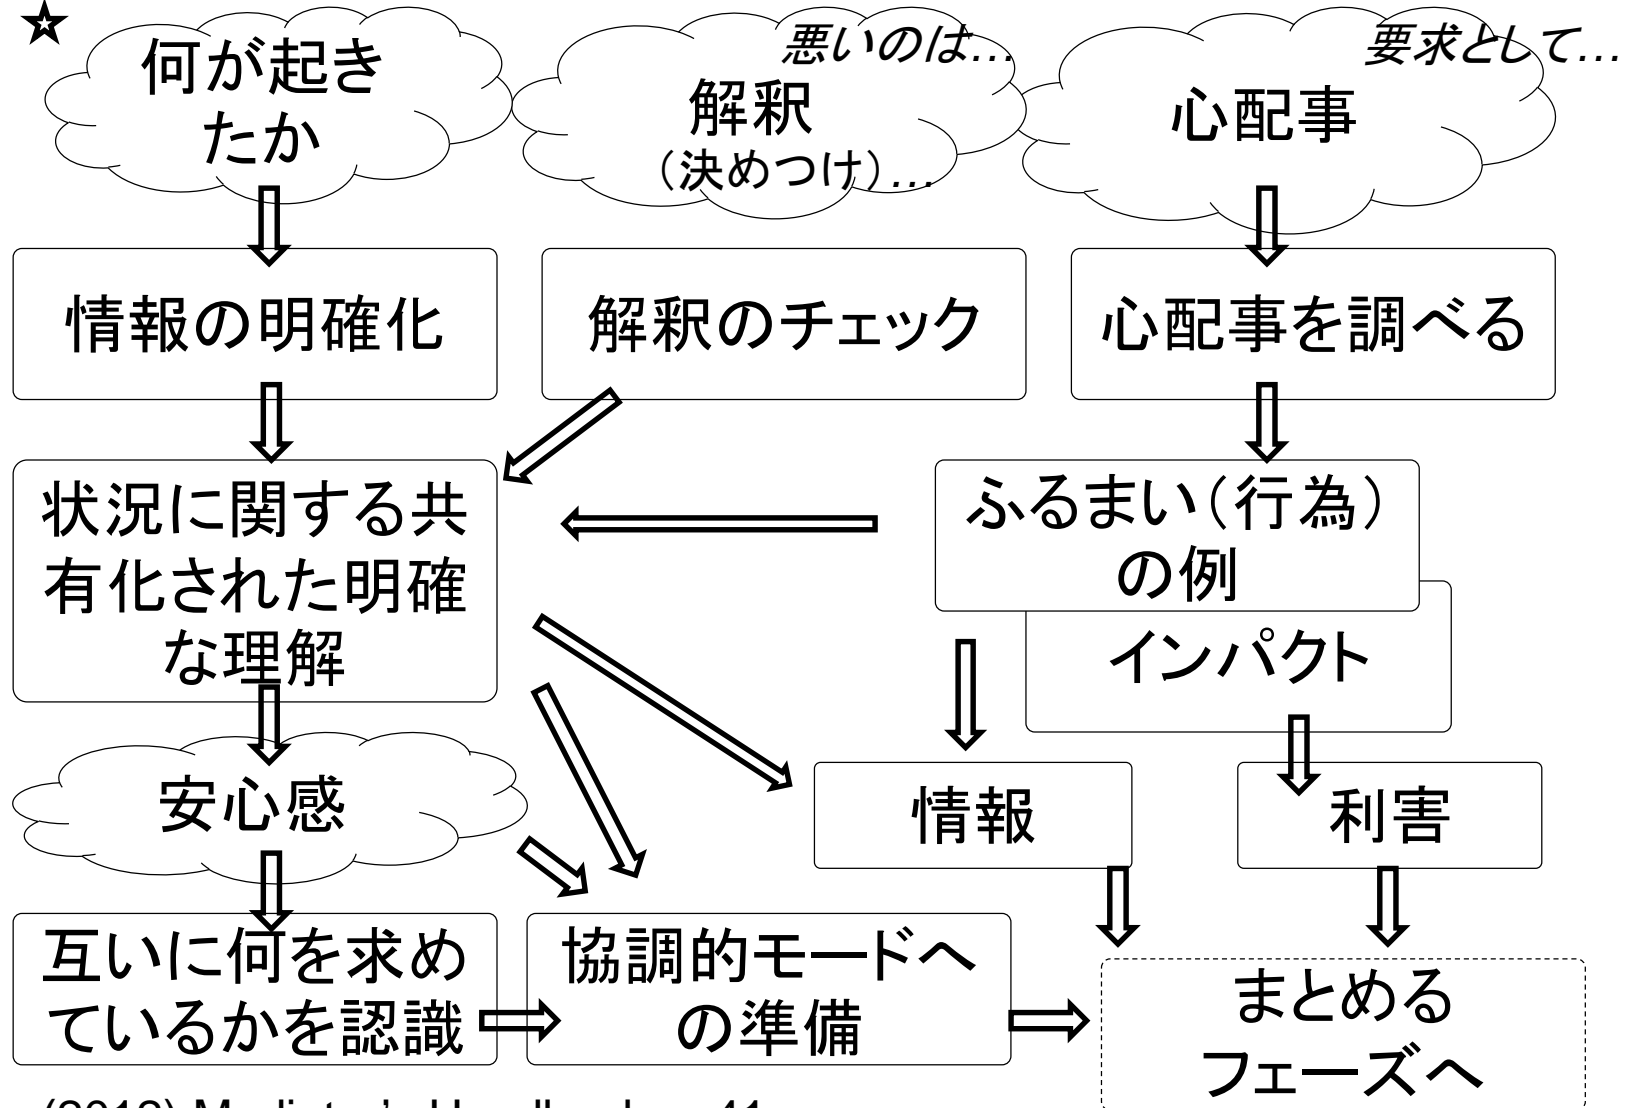 何が起き
たか
悪いのは…
解釈
（決めつけ）…
要求として…
心配事
情報の明確化
解釈のチェック
心配事を調べる
状況に関する共
有化された明確
な理解
ふるまい（行為）
の例
インパクト
安心感
情報
利害
互いに何を求め
ているかを認識
協調的モードへ
の準備
まとめる
フェーズへ
(2012) Mediator's Handbook p.41